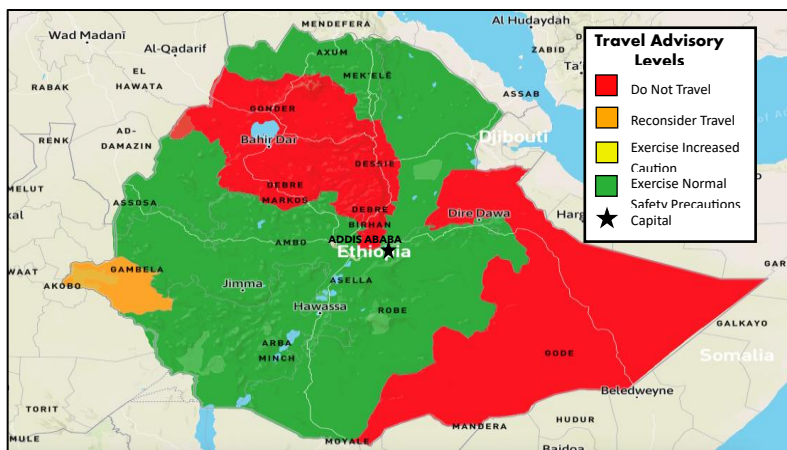 MENDEFERA
Al Hudaydah
Wad Madanī
Al-Qadarif
AXUM
ZABID
EL
HAWATA
MEK'ELĒ
Ta'i
RABAK
ASSAB
GONDER
RENK
AD-
DAMAZIN
Bahir Dar
Djibouti
MELUT
DESSIE
DEBRE
MARKOS
ASSOSA
DEBRE
BIRHAN
Dire Dawa
Harg
kal
AMBO
ADDIS ABABA
Ethiopia
GAR
WAAT
GAMBELA
AKOBO
Jimma
ASELLA
Hawassa
ROBE
GALKAYO
ARBA
MINCH
GODE
Somalia
Beledweyne
TORIT
HUDUR
MULE
MOYALE
MANDERA
Baidoa
Travel Advisory
Levels
Do Not Travel
Reconsider Travel
Exercise Increased
Caution
Exercise Normal
Safety Precautions
Capital